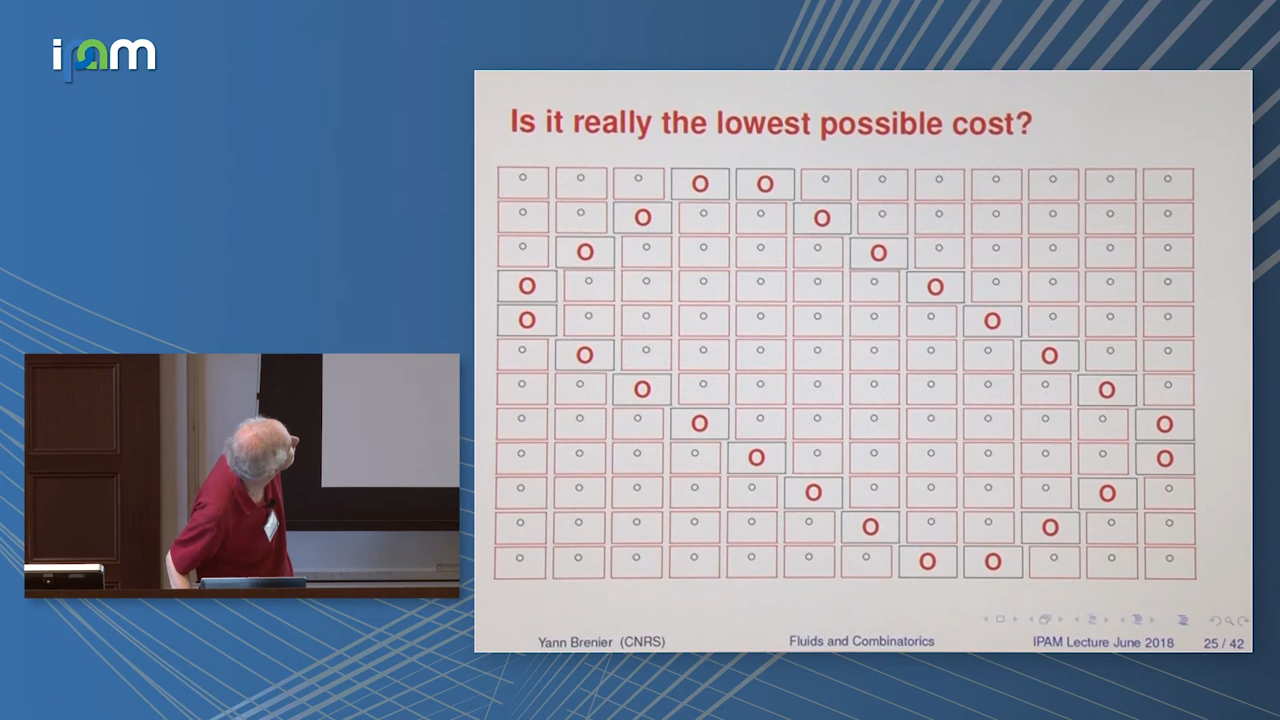 ipam
Is it really the lowest possible cost?
° ° ° O O ° ° ° ° ° ° °
° ° O ° ° O ° ° ° ° ° °
° O ° ° ° ° O ° ° ° ° °
O ° ° ° ° ° ° O ° ° ° °
O ° ° ° ° ° ° ° O ° ° °
° O ° ° ° ° ° ° ° O ° °
° ° O ° ° ° ° ° ° ° O °
° ° ° O ° ° ° ° ° ° ° O
° ° ° ° O ° ° ° ° ° ° O
° ° ° ° ° O ° ° ° ° O °
° ° ° ° ° ° O ° ° O ° °
° ° ° ° ° ° ° O O ° ° °
Yann Brenier (CNRS) Fluids and Combinatorics IPAM Lecture June 2018 25 / 42